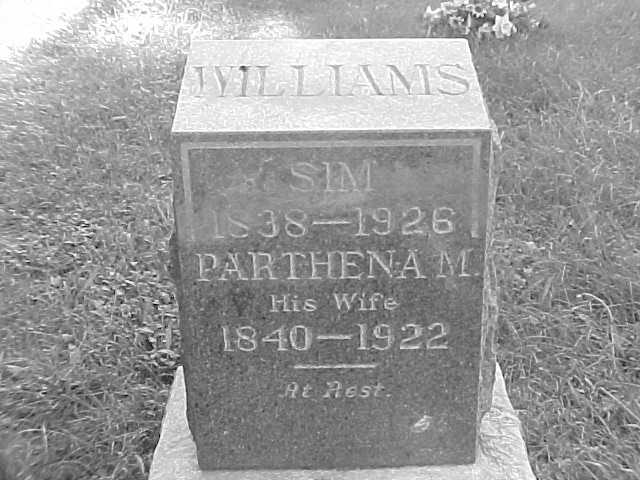 WILLIAMS
SIM
1838—1926
PARTHENA M.
His Wife
1840—1922
At Rest.